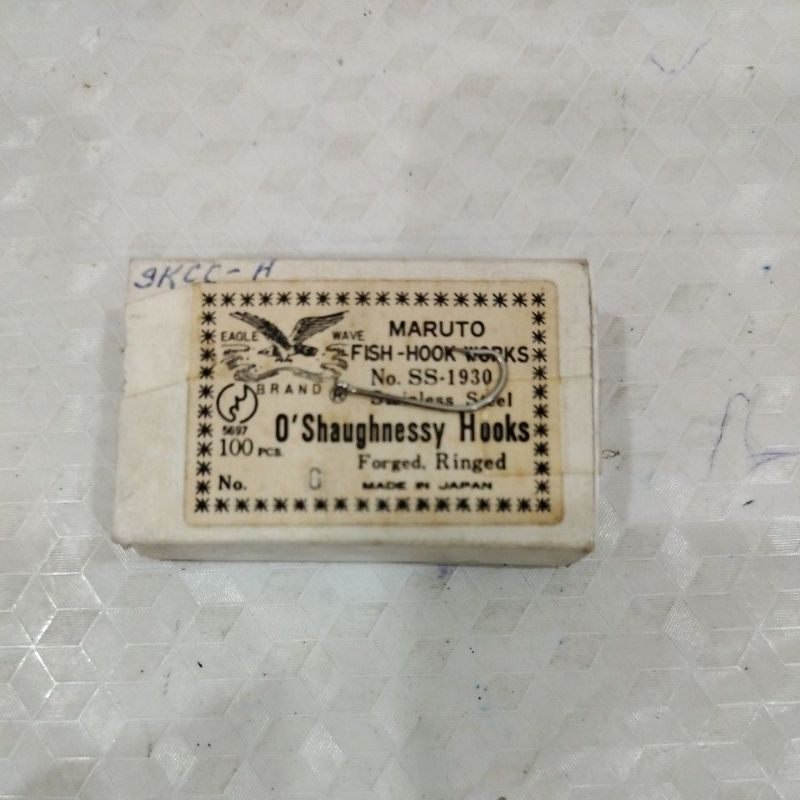 9KCC-H
EAGLE WAVE
BRAND ®
MARUTO
FISH-HOOK WORKS
No. SS-1930
Stainless Steel
5697
O'Shaughnessy Hooks
100 PCS.
Forged, Ringed
No.
MADE IN JAPAN